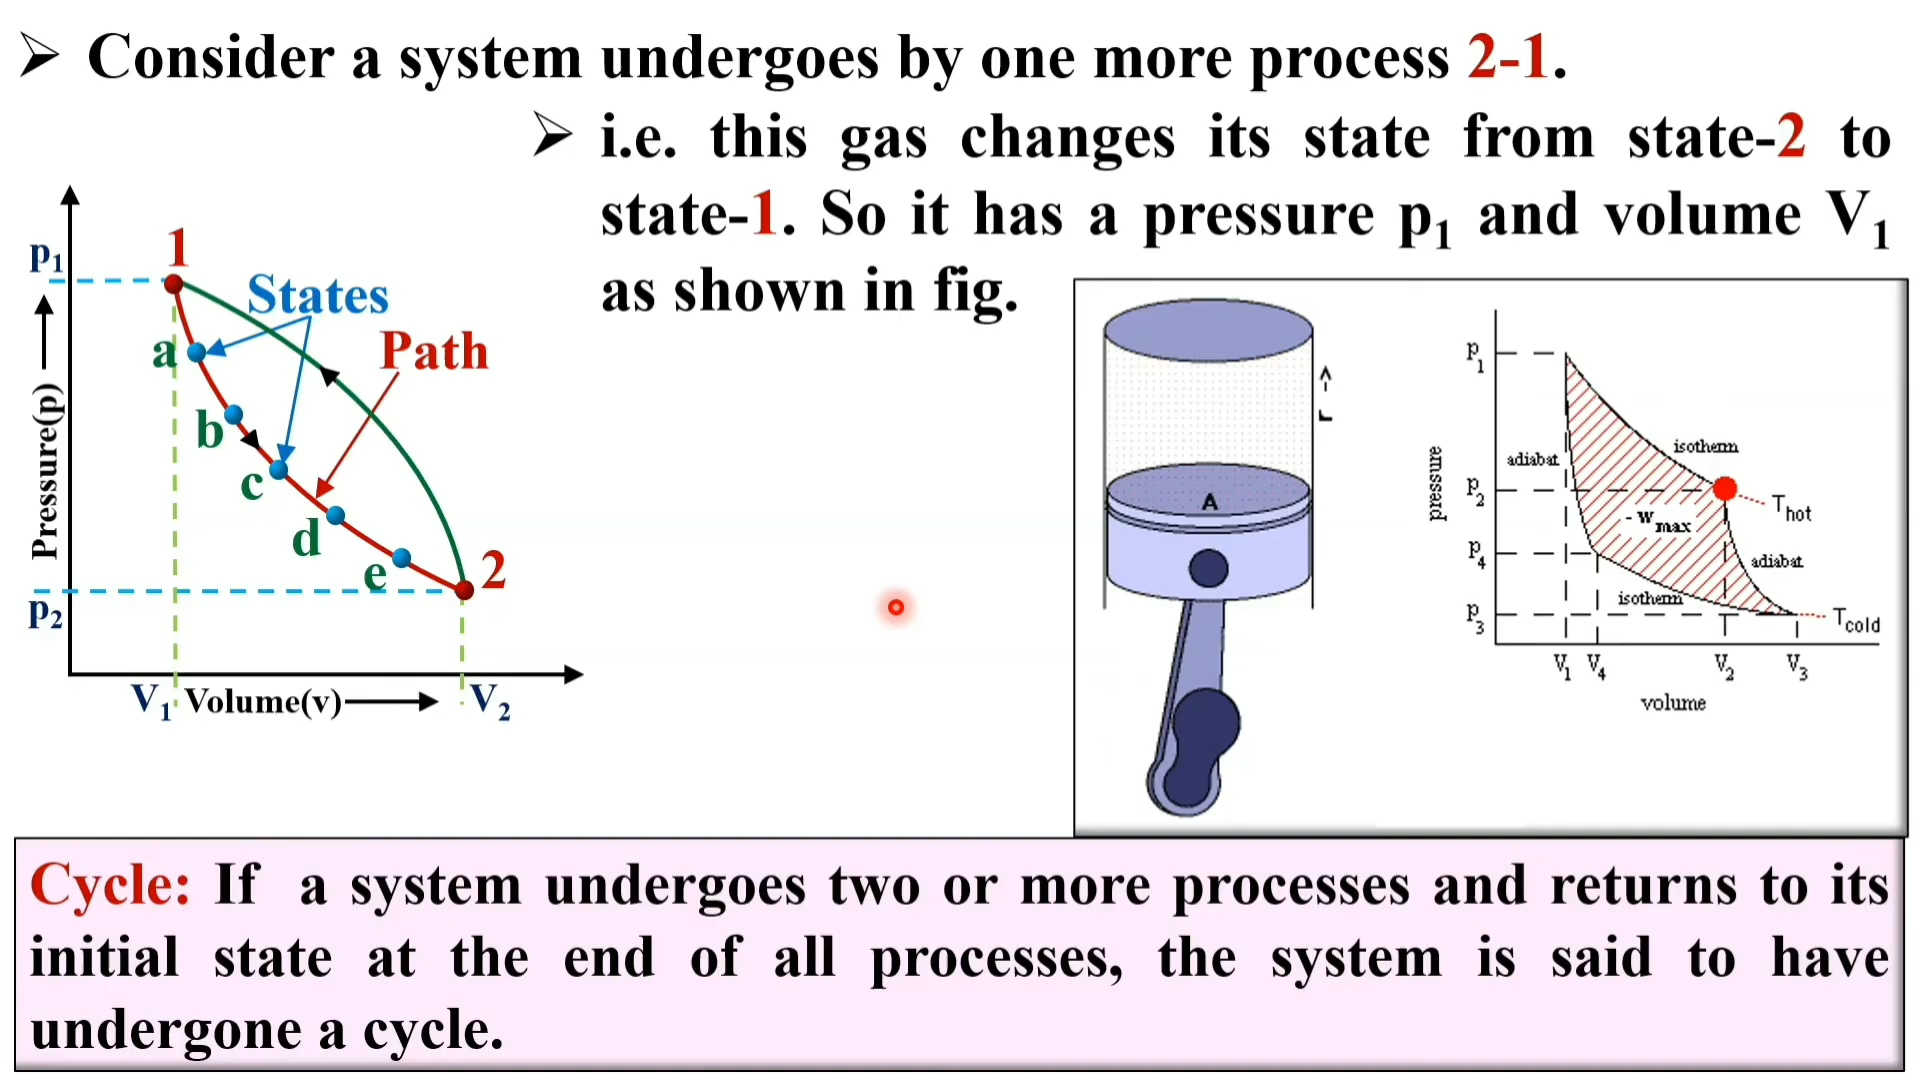 ➢ Consider a system undergoes by one more process 2-1.
➢ i.e. this gas changes its state from state-2 to
state-1. So it has a pressure p₁ and volume V₁
as shown in fig.
p₁
1
States
Path
a
b
c
d
e
2
p₂
Pressure(p)
V₁ Volume(v) V₂
A
P₁
P₂
P₄
P₃
pressure
adiabat
isotherm
T hot
- w max
adiabat
isotherm
T cold
V₁ V₄ V₂ V₃
volume
Cycle: If a system undergoes two or more processes and returns to its
initial state at the end of all processes, the system is said to have
undergone a cycle.